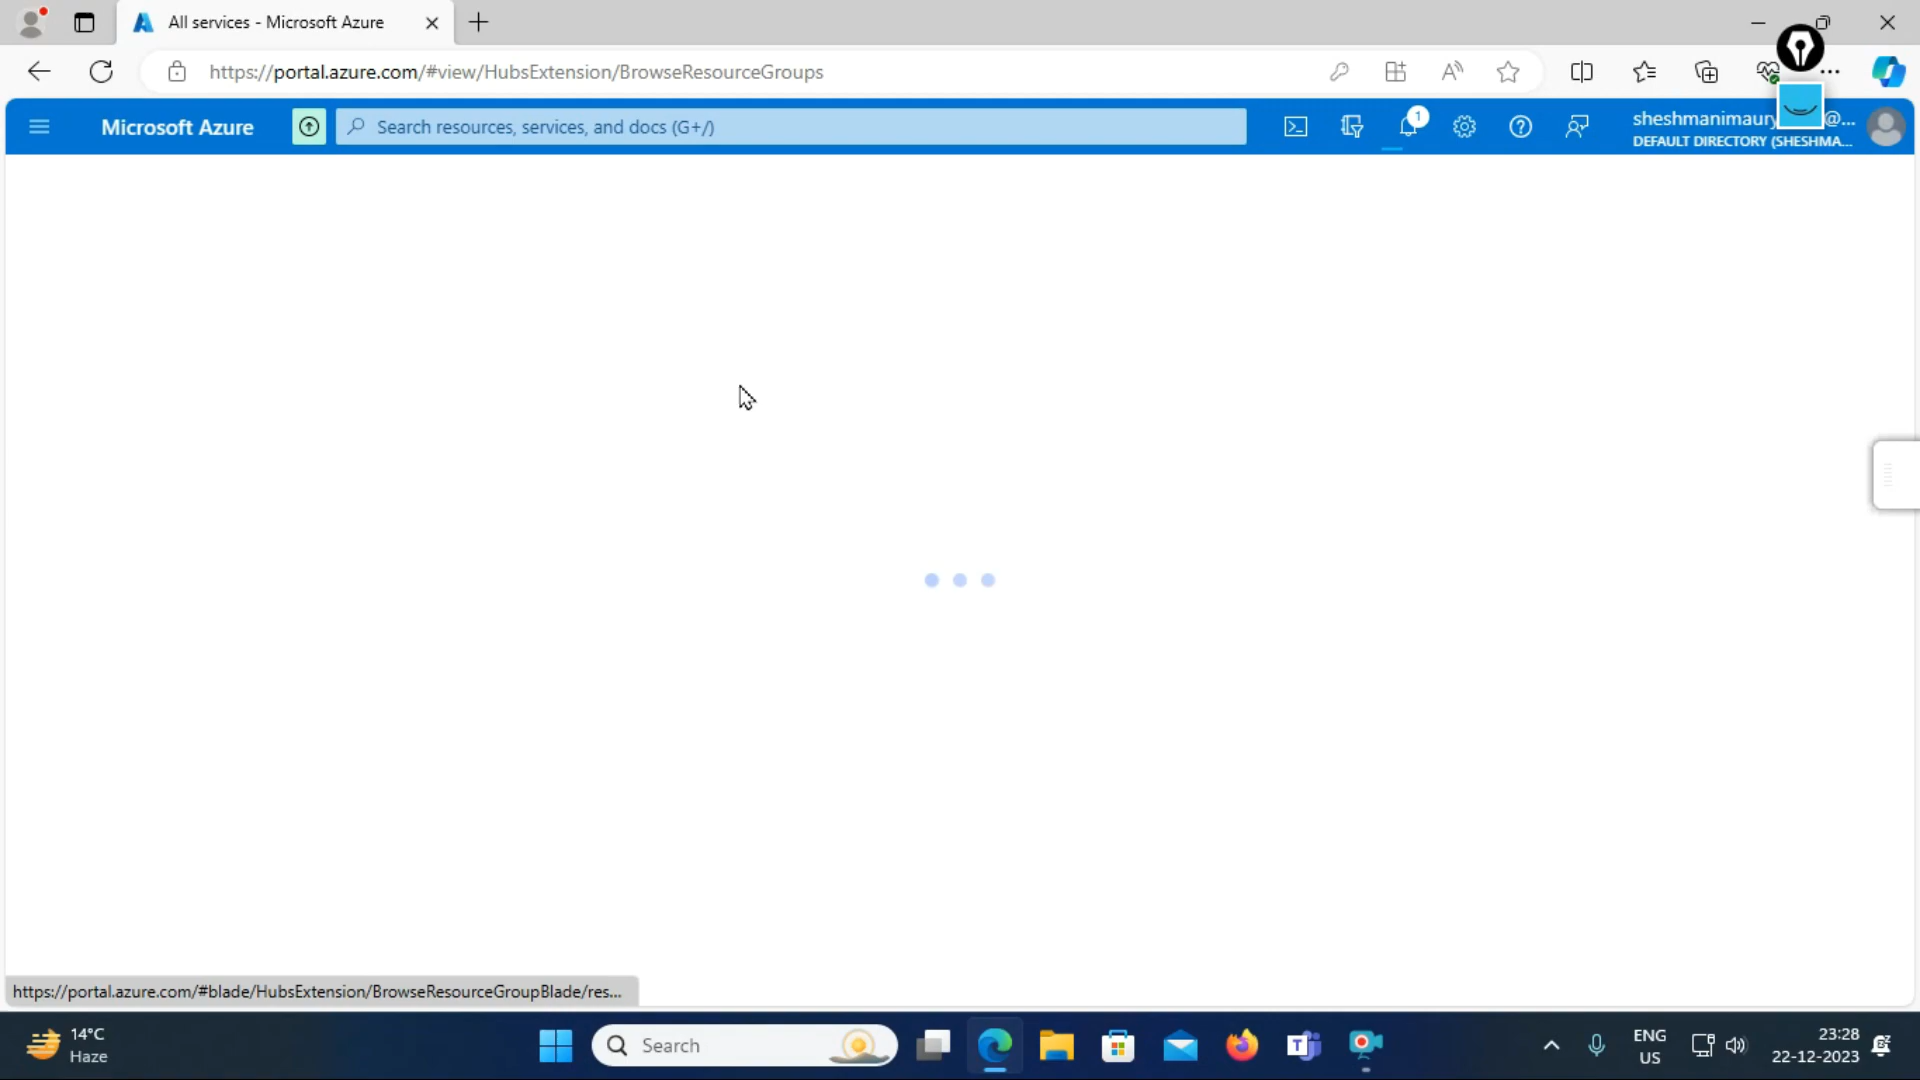 All services - Microsoft Azure
https://portal.azure.com/#view/HubsExtension/BrowseResourceGroups
Microsoft Azure
Search resources, services, and docs (G+/)
1
sheshmanimaury @...
DEFAULT DIRECTORY (SHESHMA...
https://portal.azure.com/#blade/HubsExtension/BrowseResourceGroupBlade/res...
14°C
Haze
Search
ENG
US
23:28
22-12-2023